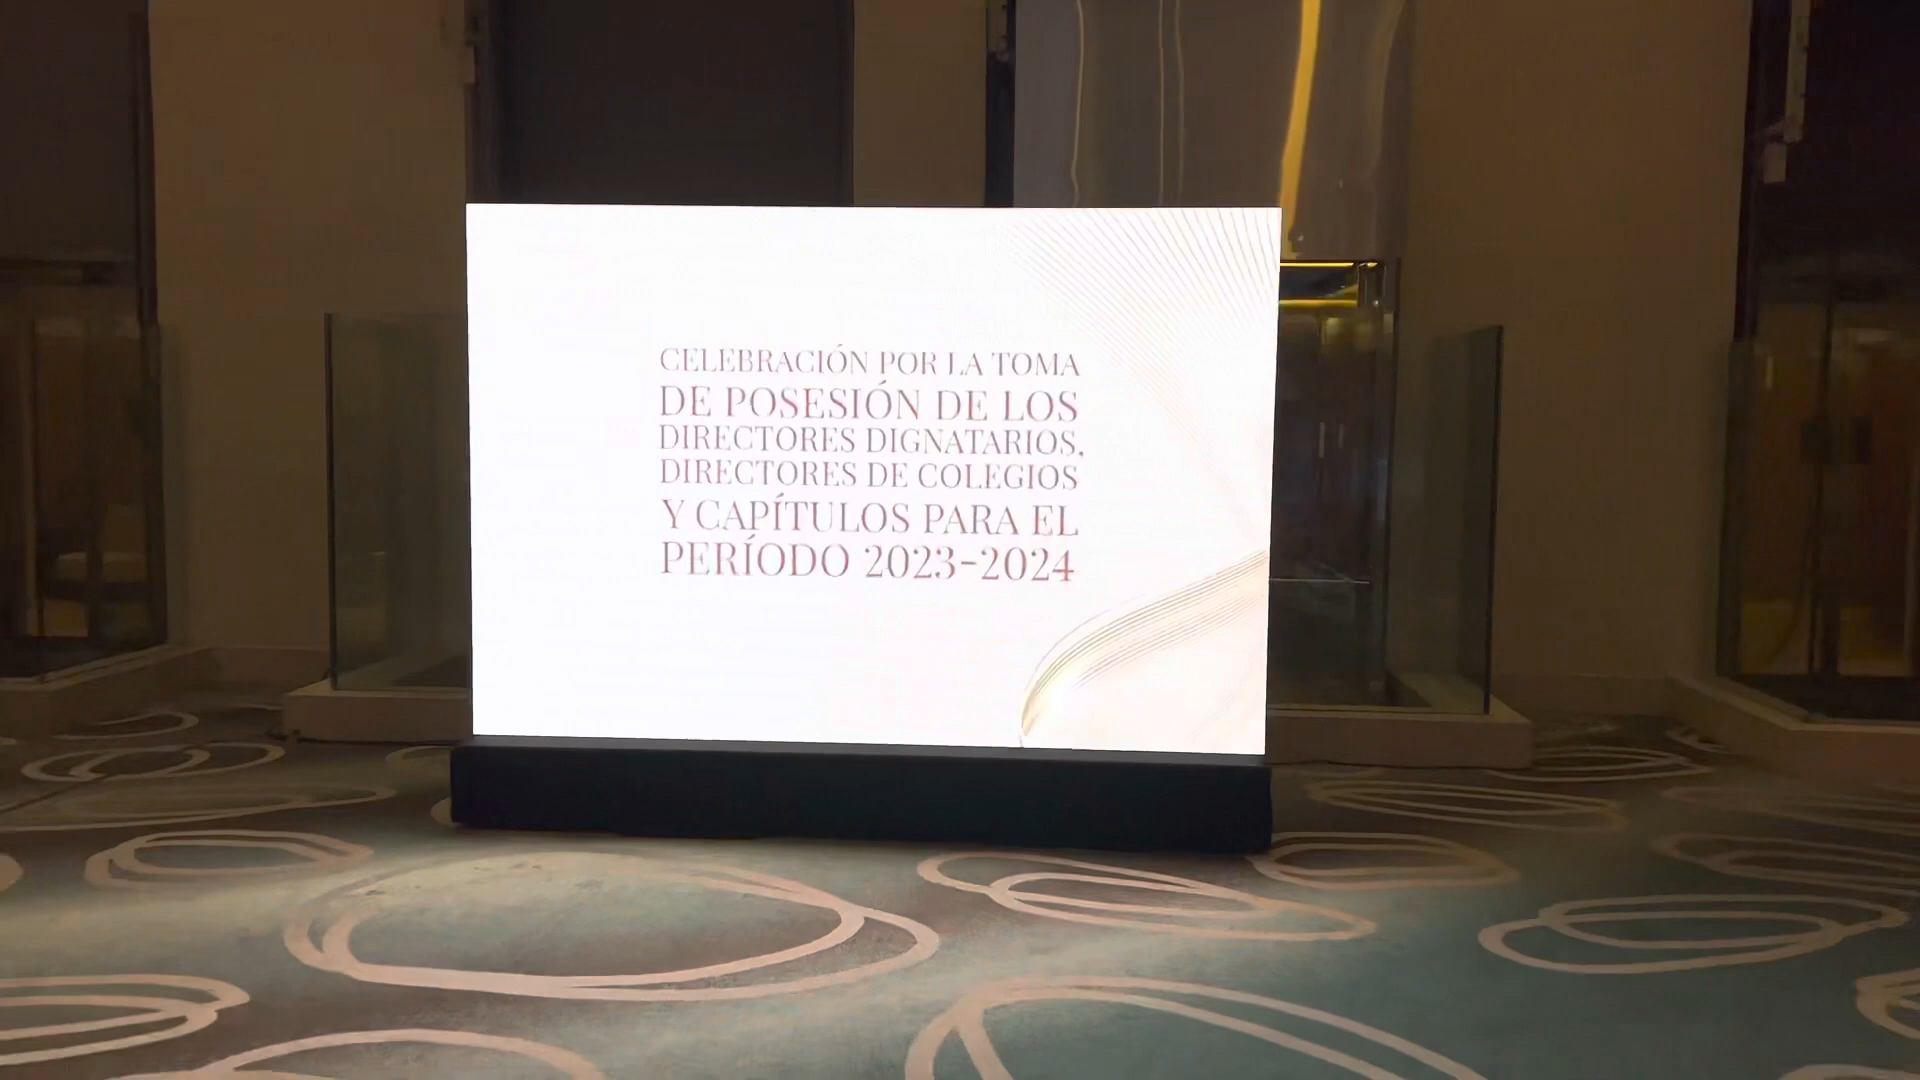 CELEBRACIÓN POR LA TOMA
DE POSESIÓN DE LOS
DIRECTORES DIGNATARIOS,
DIRECTORES DE COLEGIOS
Y CAPÍTULOS PARA EL
PERÍODO 2023-2024